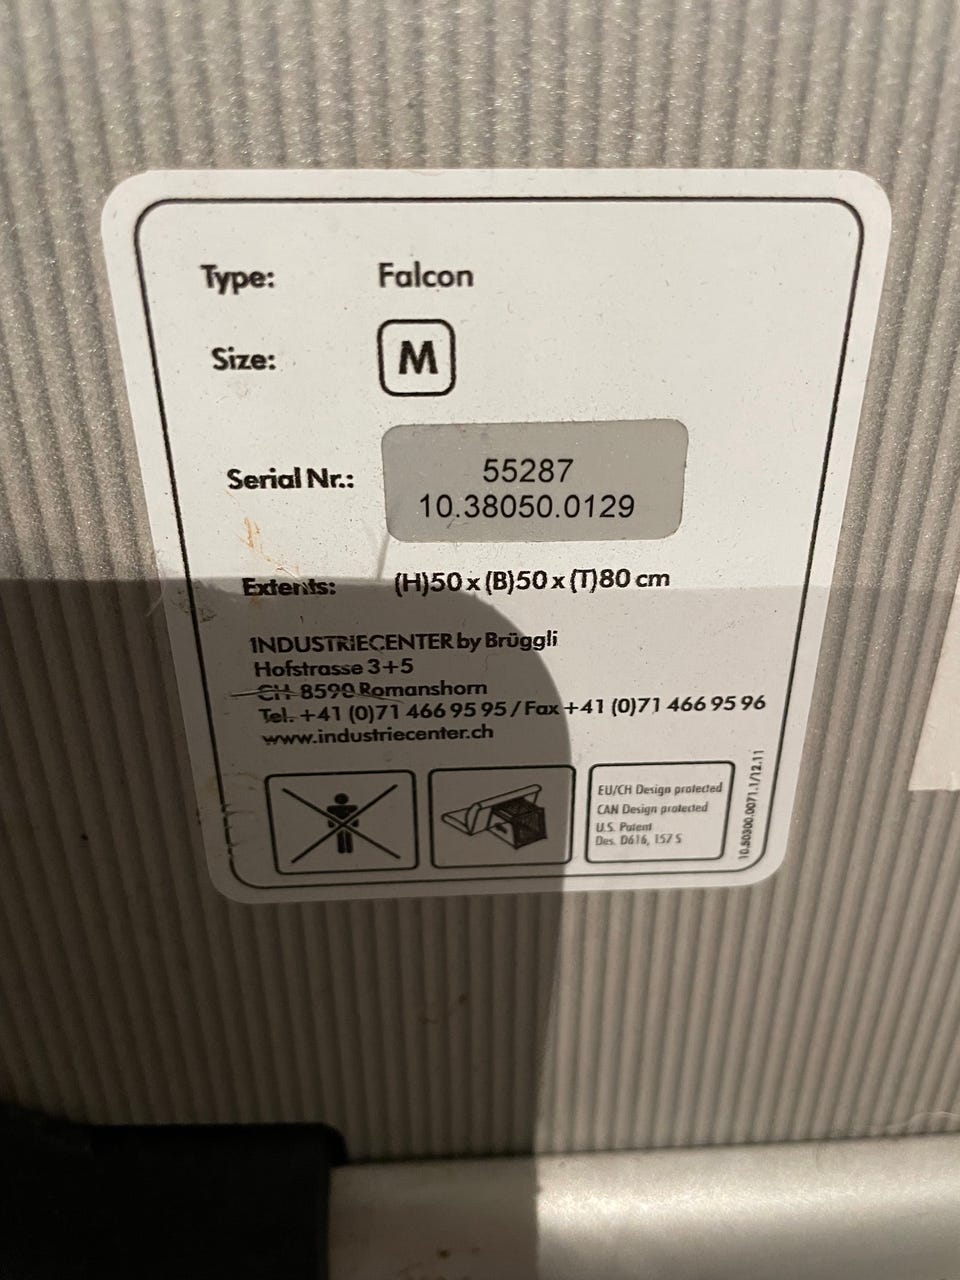 Type: Falcon
Size: M
Serial Nr.: 55287
10.38050.0129
Extents: (H)50 x (B)50 x (T)80 cm
INDUSTRIECENTER by Brüggli
Hofstrasse 3+5
CH-8590 Romanshorn
Tel. +41 (0)71 466 95 95 / Fax +41 (0)71 466 95 96
www.industriecenter.ch
EU/CH Design protected
CAN Design protected
U.S. Patent
Des. D616, 157 S
10.80300.0071.1/12.11